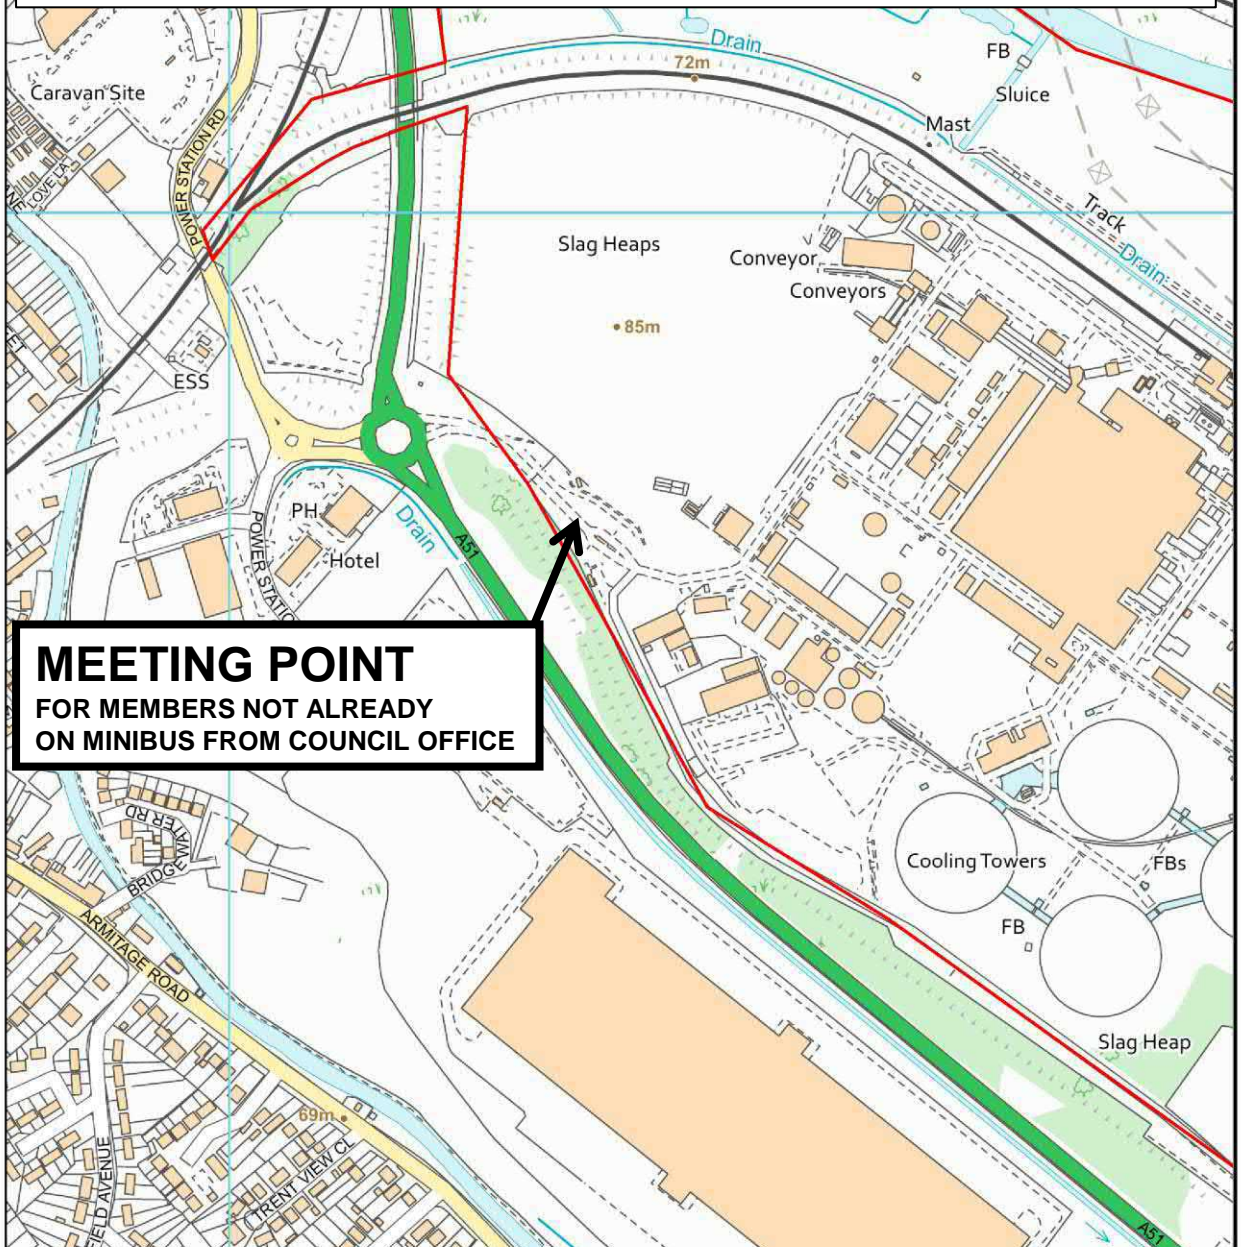 Drain
FB
72m
Caravan Site
Sluice
Mast
POWER STATION RD
Track
Slag Heaps
Conveyor
Drain
Conveyors
85m
ESS
PH
Drain
A51
Hotel
MEETING POINT
FOR MEMBERS NOT ALREADY
ON MINIBUS FROM COUNCIL OFFICE
BRIDGEWATER RD
Cooling Towers
FBs
ARMITAGE ROAD
FB
Slag Heap
69m
TRENT VIEW CL
A51